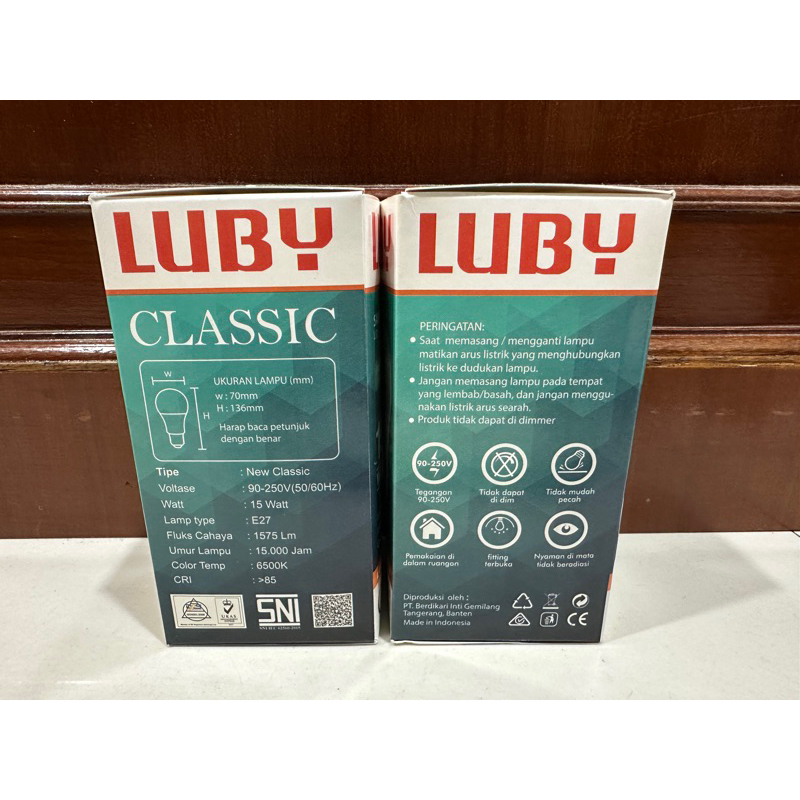 LUBY
CLASSIC
W
H
UKURAN LAMPU (mm)
w : 70mm
H : 136mm
Harap baca petunjuk
dengan benar
Tipe : New Classic
Voltase : 90-250V(50/60Hz)
Watt : 15 Watt
Lamp type : E27
Fluks Cahaya : 1575 Lm
Umur Lampu : 15.000 Jam
Color Temp : 6500K
CRI : >85
UKAS
SNI
LUBY
PERINGATAN:
• Saat memasang / mengganti lampu
matikan arus listrik yang menghubungkan
listrik ke dudukan lampu.
• Jangan memasang lampu pada tempat
yang lembab/basah, dan jangan menggu-
nakan listrik arus searah.
• Produk tidak dapat di dimmer
90-250V
Tegangan
90-250V
Tidak dapat
di dim
Tidak mudah
pecah
Pemakaian di
dalam ruangan
fitting
terbuka
Nyaman di mata
tidak beradiasi
Diproduksi oleh :
PT. Berdikari Inti Gemilang
Tangerang, Banten
Made in Indonesia
CE